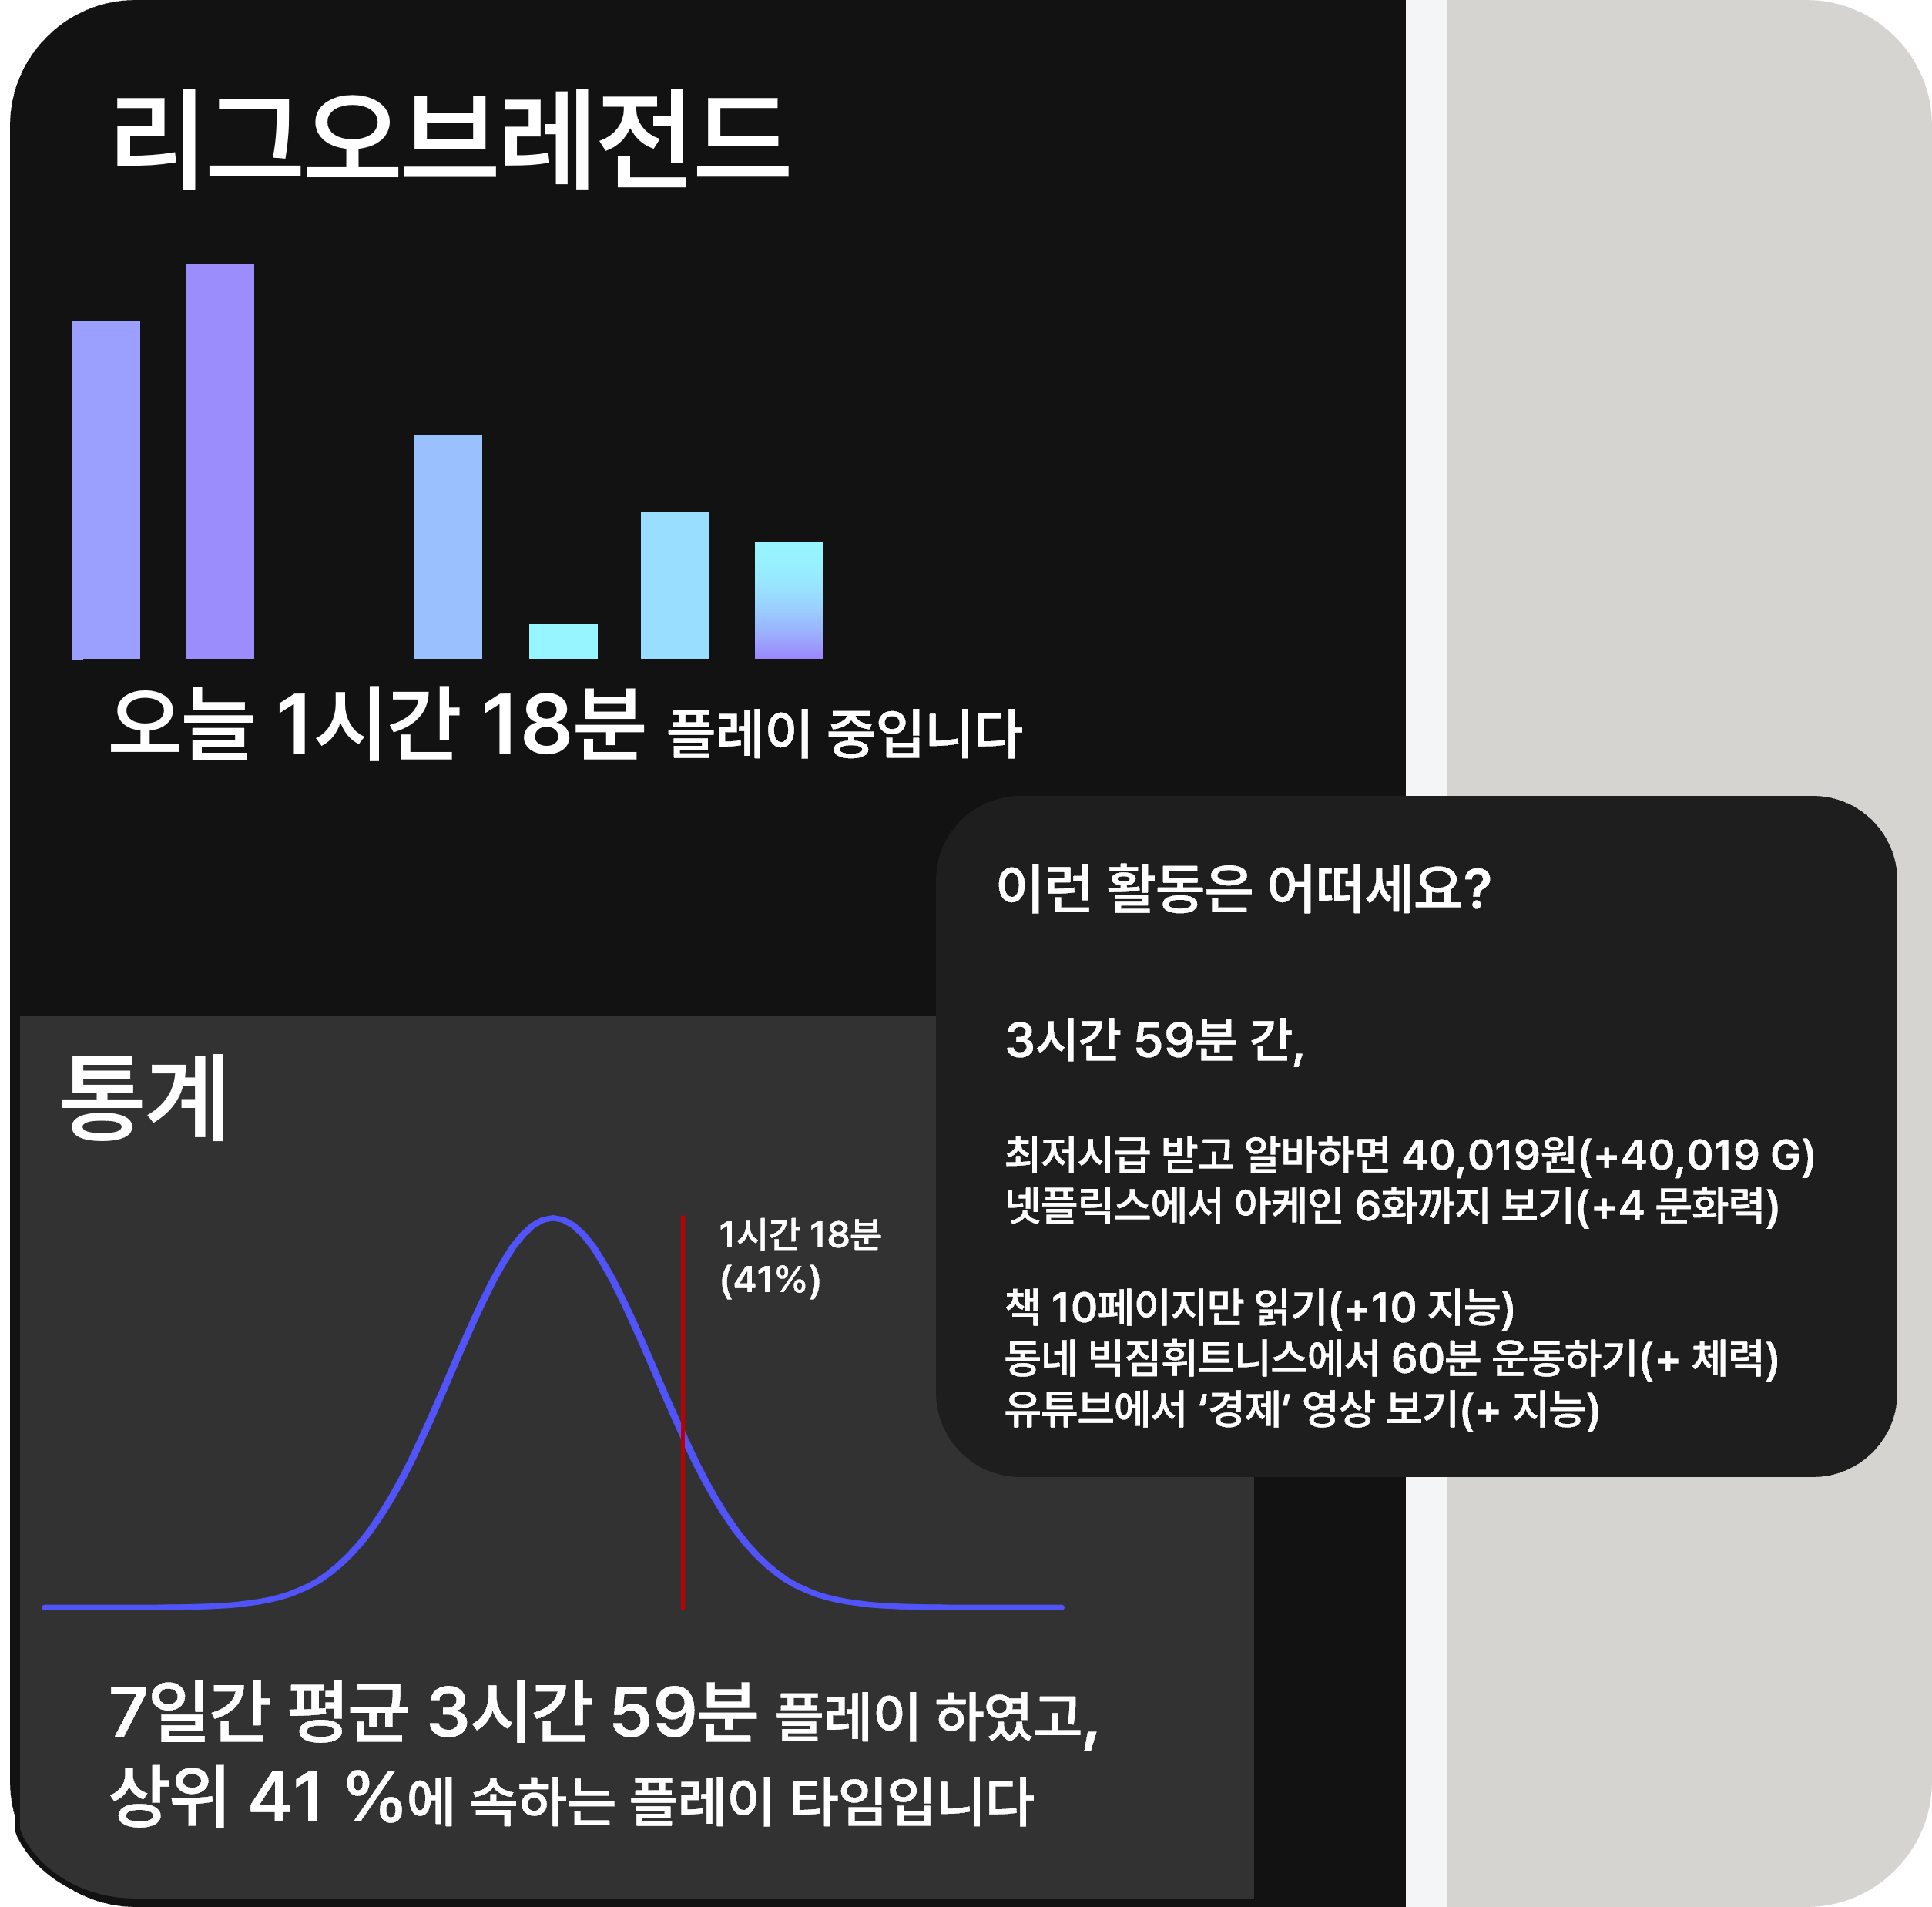 리그오브레전드
오늘 1시간 18분 플레이 중입니다
이런 활동은 어떠세요?
3시간 59분 간,
최저시급 받고 알바하면 40,019원(+40,019 G)
넷플릭스에서 아케인 6화까지 보기(+4 문화력)
책 10페이지만 읽기(+10 지능)
동네 빅짐휘트니스에서 60분 운동하기(+ 체력)
유튜브에서 ‘경제’ 영상 보기(+ 지능)
통계
1시간 18분
(41%)
7일간 평균 3시간 59분 플레이 하였고,
상위 41 %에 속하는 플레이 타임입니다